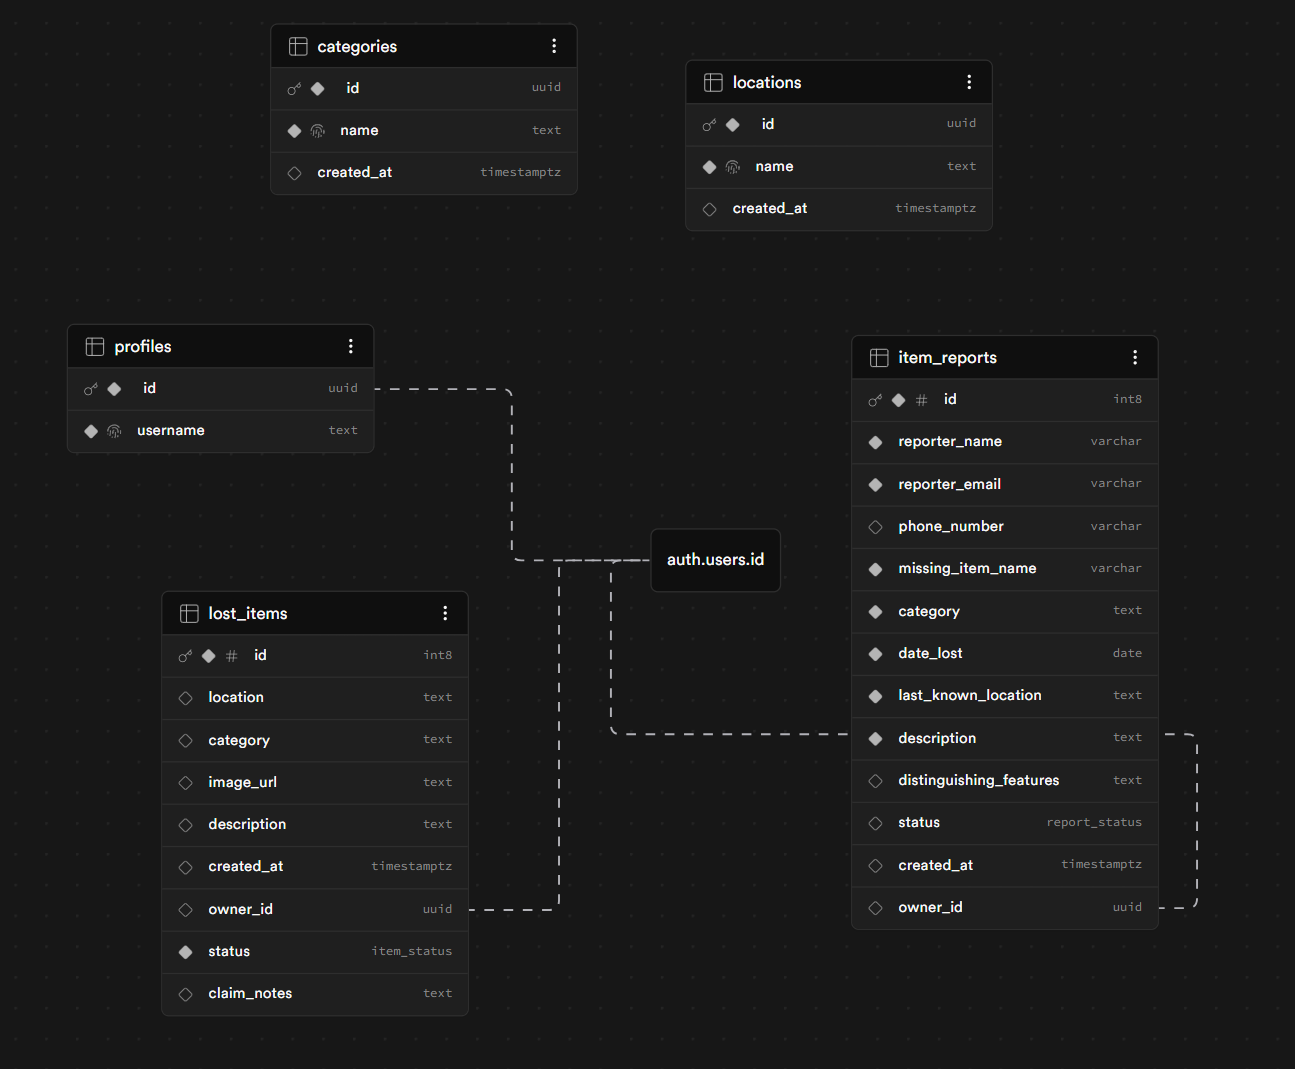 categories
id uuid
name text
created_at timestamptz
locations
id uuid
name text
created_at timestamptz
profiles
id uuid
username text
item_reports
# id int8
reporter_name varchar
reporter_email varchar
phone_number varchar
missing_item_name varchar
category text
date_lost date
last_known_location text
description text
distinguishing_features text
status report_status
created_at timestamptz
owner_id uuid
auth.users.id
lost_items
# id int8
location text
category text
image_url text
description text
created_at timestamptz
owner_id uuid
status item_status
claim_notes text